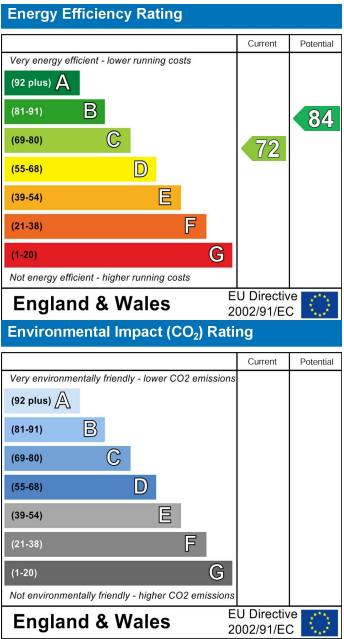 Energy Efficiency Rating
Current Potential
Very energy efficient - lower running costs
(92 plus) A
(81-91) B
84
(69-80) C
72
(55-68) D
(39-54) E
(21-38) F
(1-20) G
Not energy efficient - higher running costs
England & Wales
EU Directive
2002/91/EC
Environmental Impact (CO₂) Rating
Current Potential
Very environmentally friendly - lower CO2 emissions
(92 plus) A
(81-91) B
(69-80) C
(55-68) D
(39-54) E
(21-38) F
(1-20) G
Not environmentally friendly - higher CO2 emissions
England & Wales
EU Directive
2002/91/EC